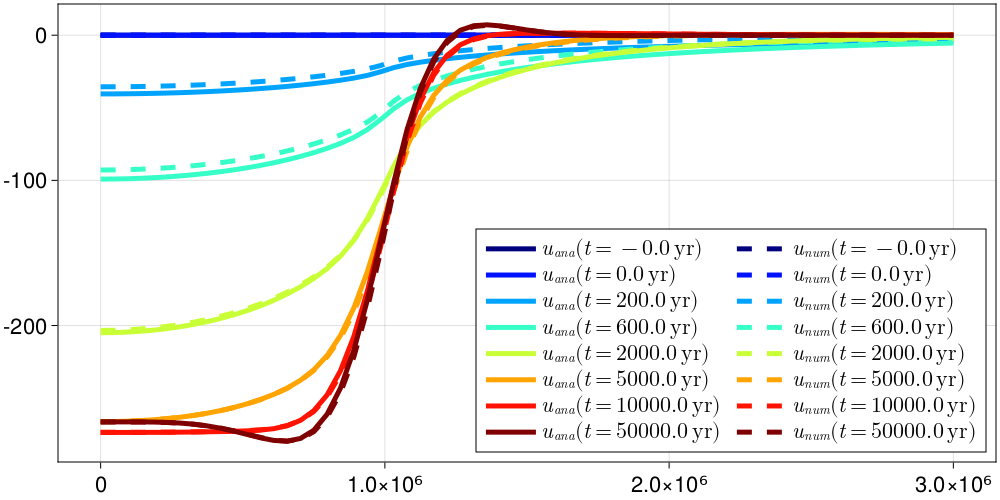 0
-100
-200
u_ana(t = −0.0 yr) u_num(t = −0.0 yr)
u_ana(t = 0.0 yr) u_num(t = 0.0 yr)
u_ana(t = 200.0 yr) u_num(t = 200.0 yr)
u_ana(t = 600.0 yr) u_num(t = 600.0 yr)
u_ana(t = 2000.0 yr) u_num(t = 2000.0 yr)
u_ana(t = 5000.0 yr) u_num(t = 5000.0 yr)
u_ana(t = 10000.0 yr) u_num(t = 10000.0 yr)
u_ana(t = 50000.0 yr) u_num(t = 50000.0 yr)
0 1.0×10⁶ 2.0×10⁶ 3.0×10⁶